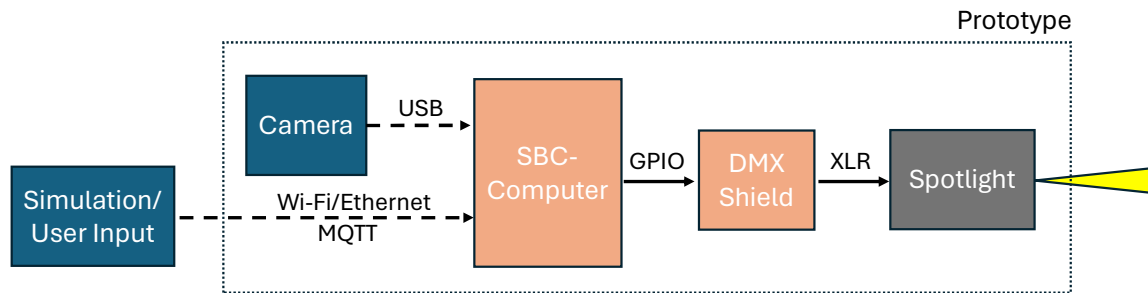 Prototype
Camera
USB
SBC-
Computer
GPIO
DMX
Shield
XLR
Spotlight
Simulation/
User Input
Wi-Fi/Ethernet
MQTT